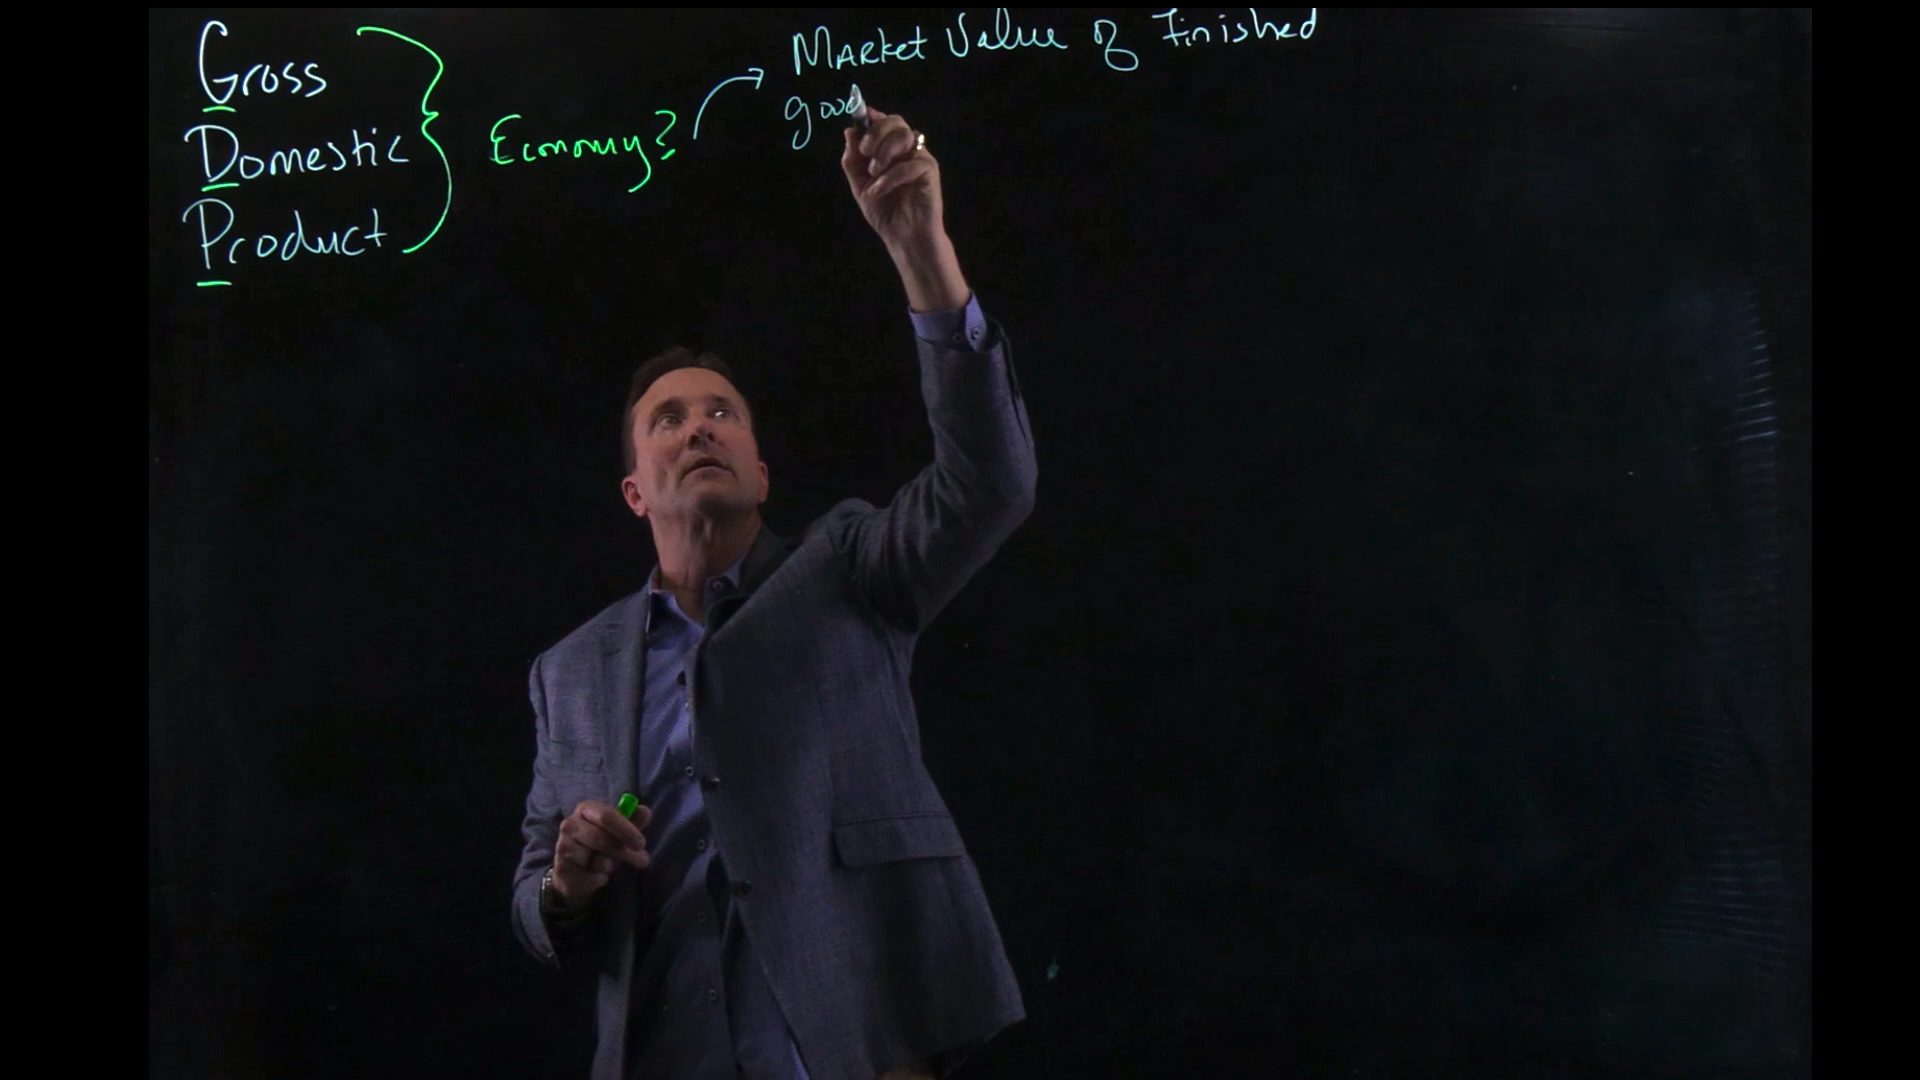 Gross
Domestic
Product
Economy?
Market Value of Finished
good